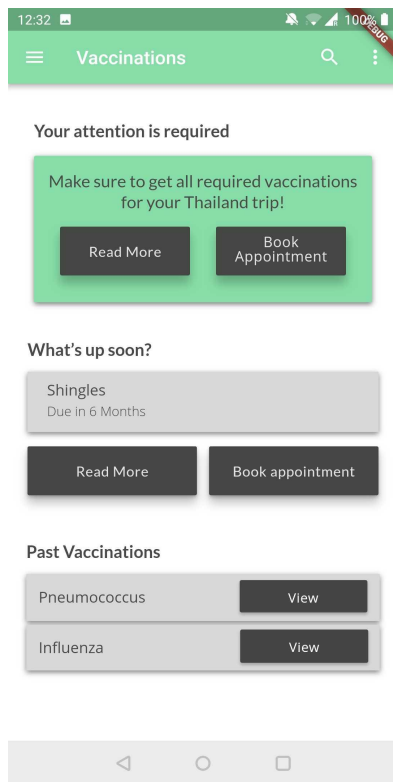 12:32
100%
DEBUG
Vaccinations
Your attention is required
Make sure to get all required vaccinations
for your Thailand trip!
Read More
Book
Appointment
What's up soon?
Shingles
Due in 6 Months
Read More
Book appointment
Past Vaccinations
Pneumococcus
View
Influenza
View